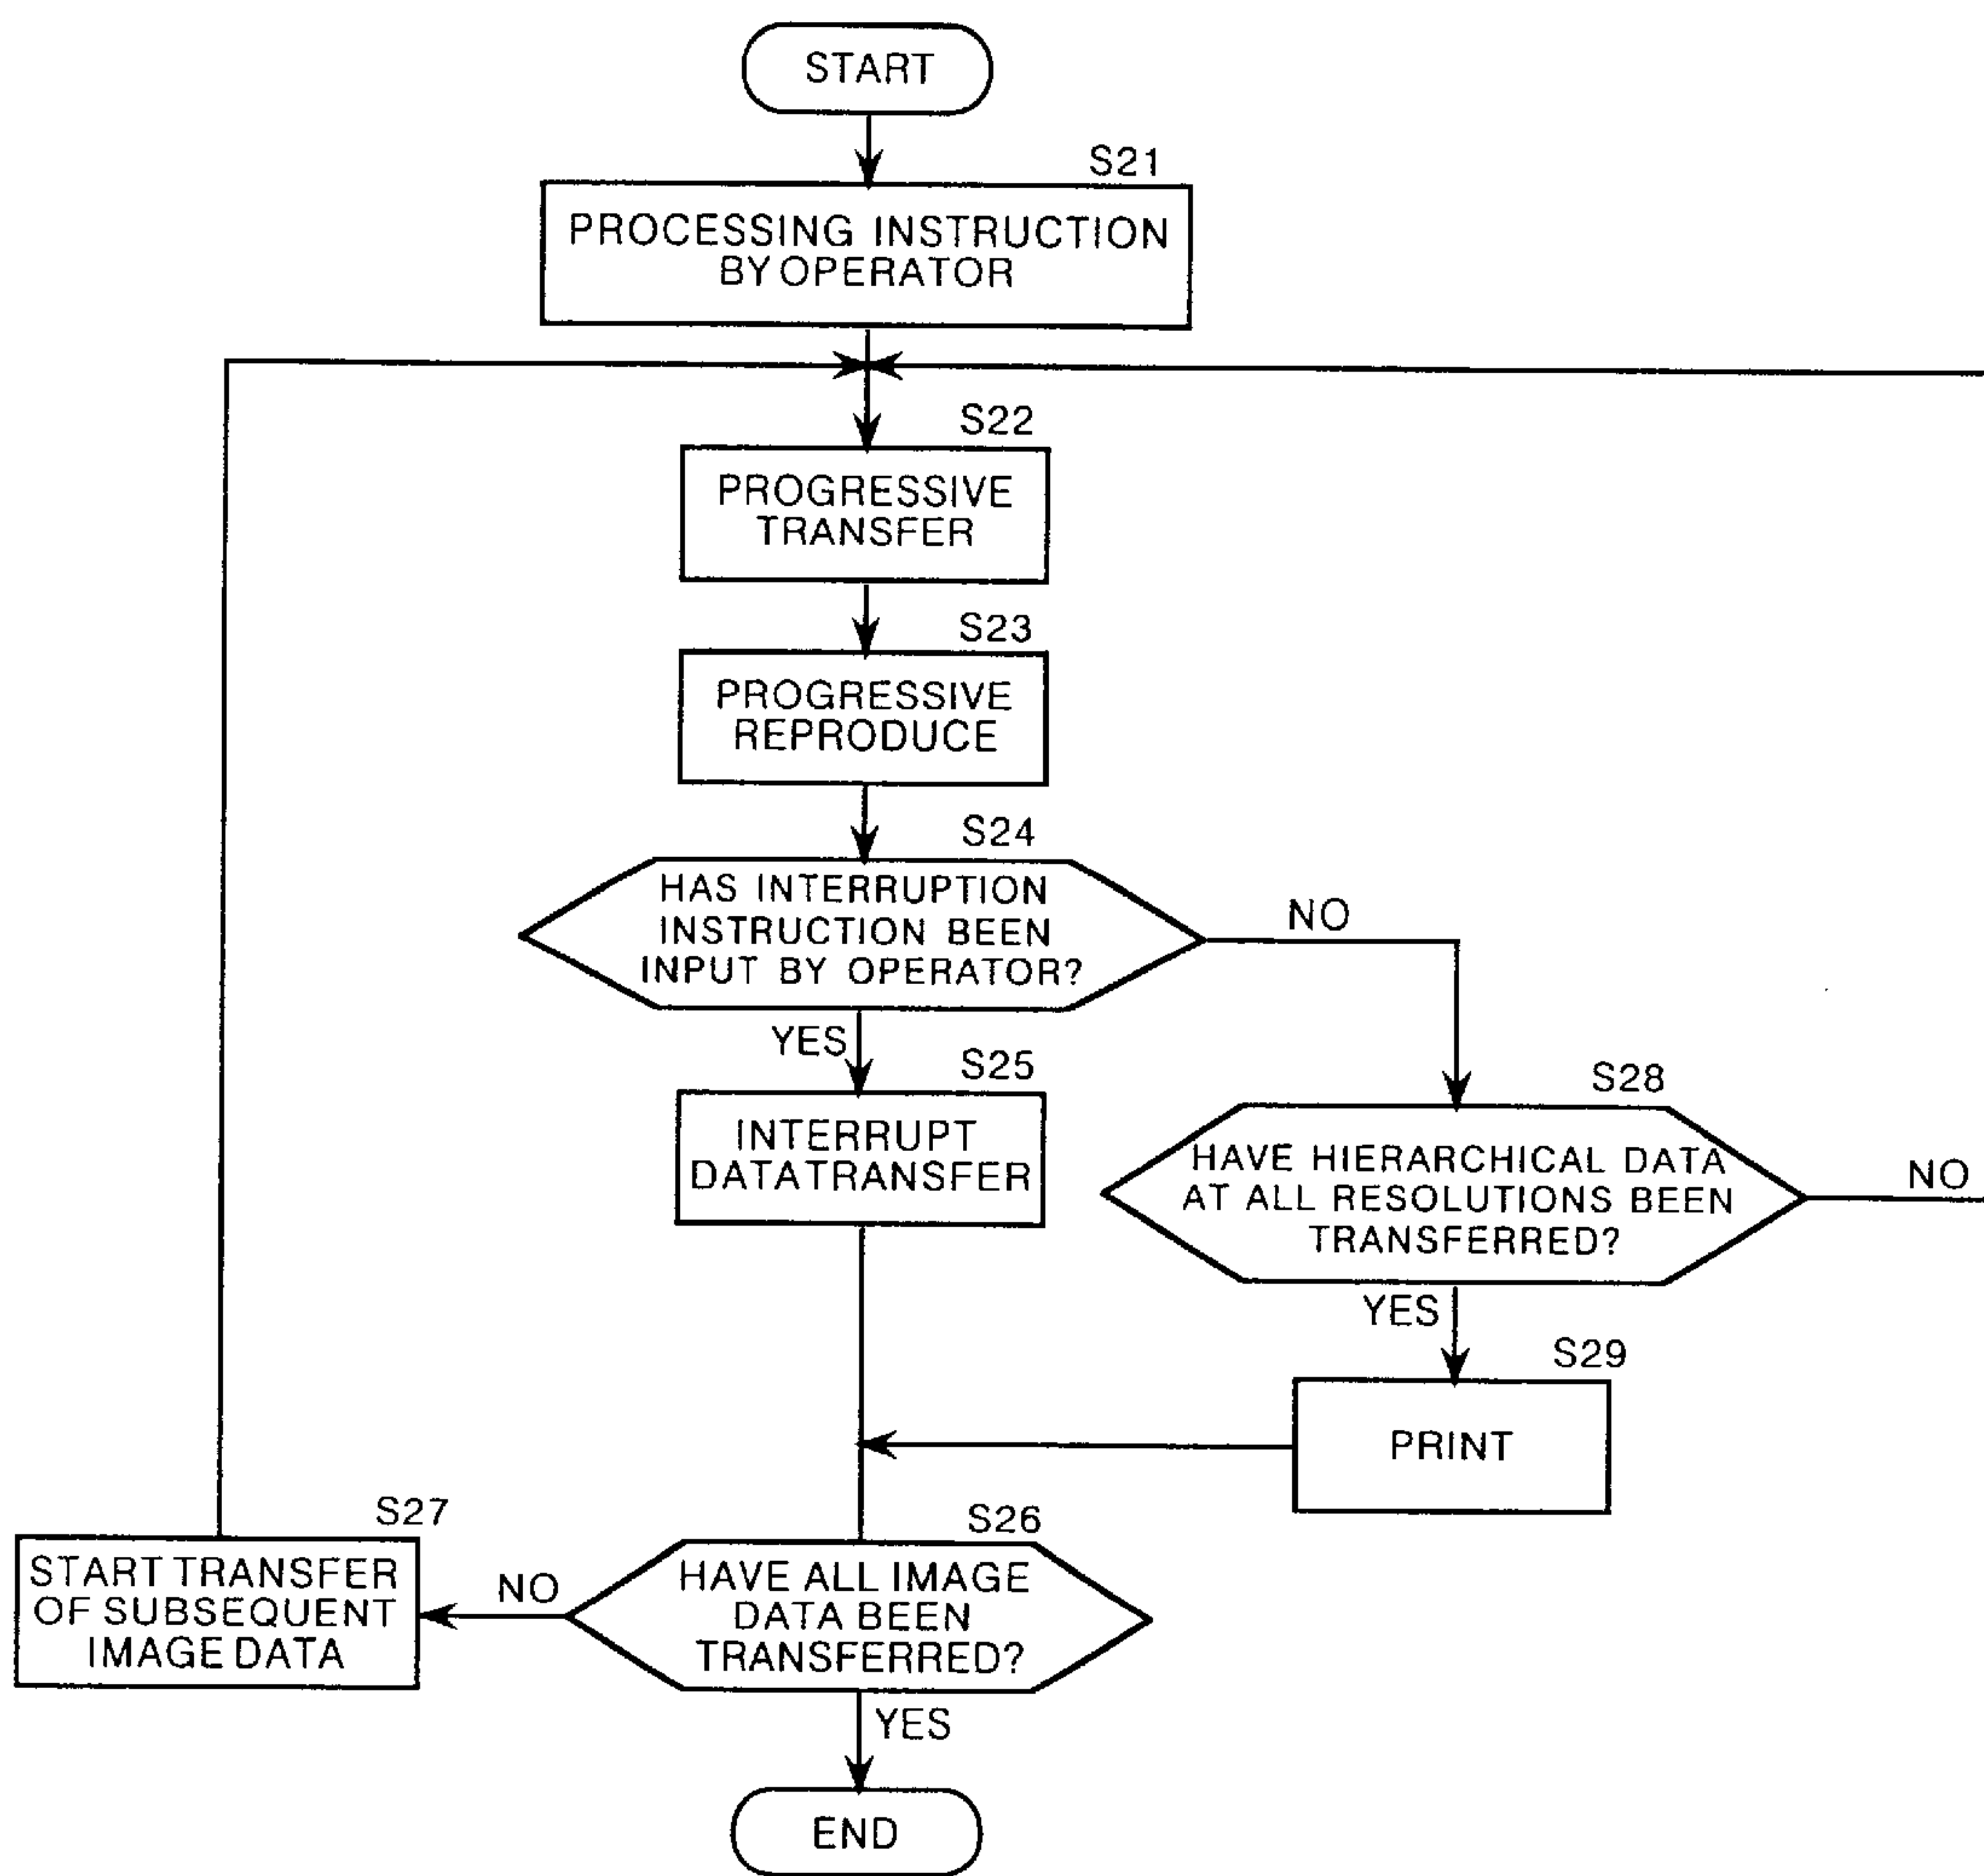 START
S21
PROCESSING INSTRUCTION
BY OPERATOR
S22
PROGRESSIVE
TRANSFER
S23
PROGRESSIVE
REPRODUCE
S24
HAS INTERRUPTION
INSTRUCTION BEEN
INPUT BY OPERATOR?
NO
YES
S25
INTERRUPT
DATA TRANSFER
S28
HAVE HIERARCHICAL DATA
AT ALL RESOLUTIONS BEEN
TRANSFERRED?
NO
YES
S29
PRINT
S27
START TRANSFER
OF SUBSEQUENT
IMAGE DATA
NO
S26
HAVE ALL IMAGE
DATA BEEN
TRANSFERRED?
YES
END